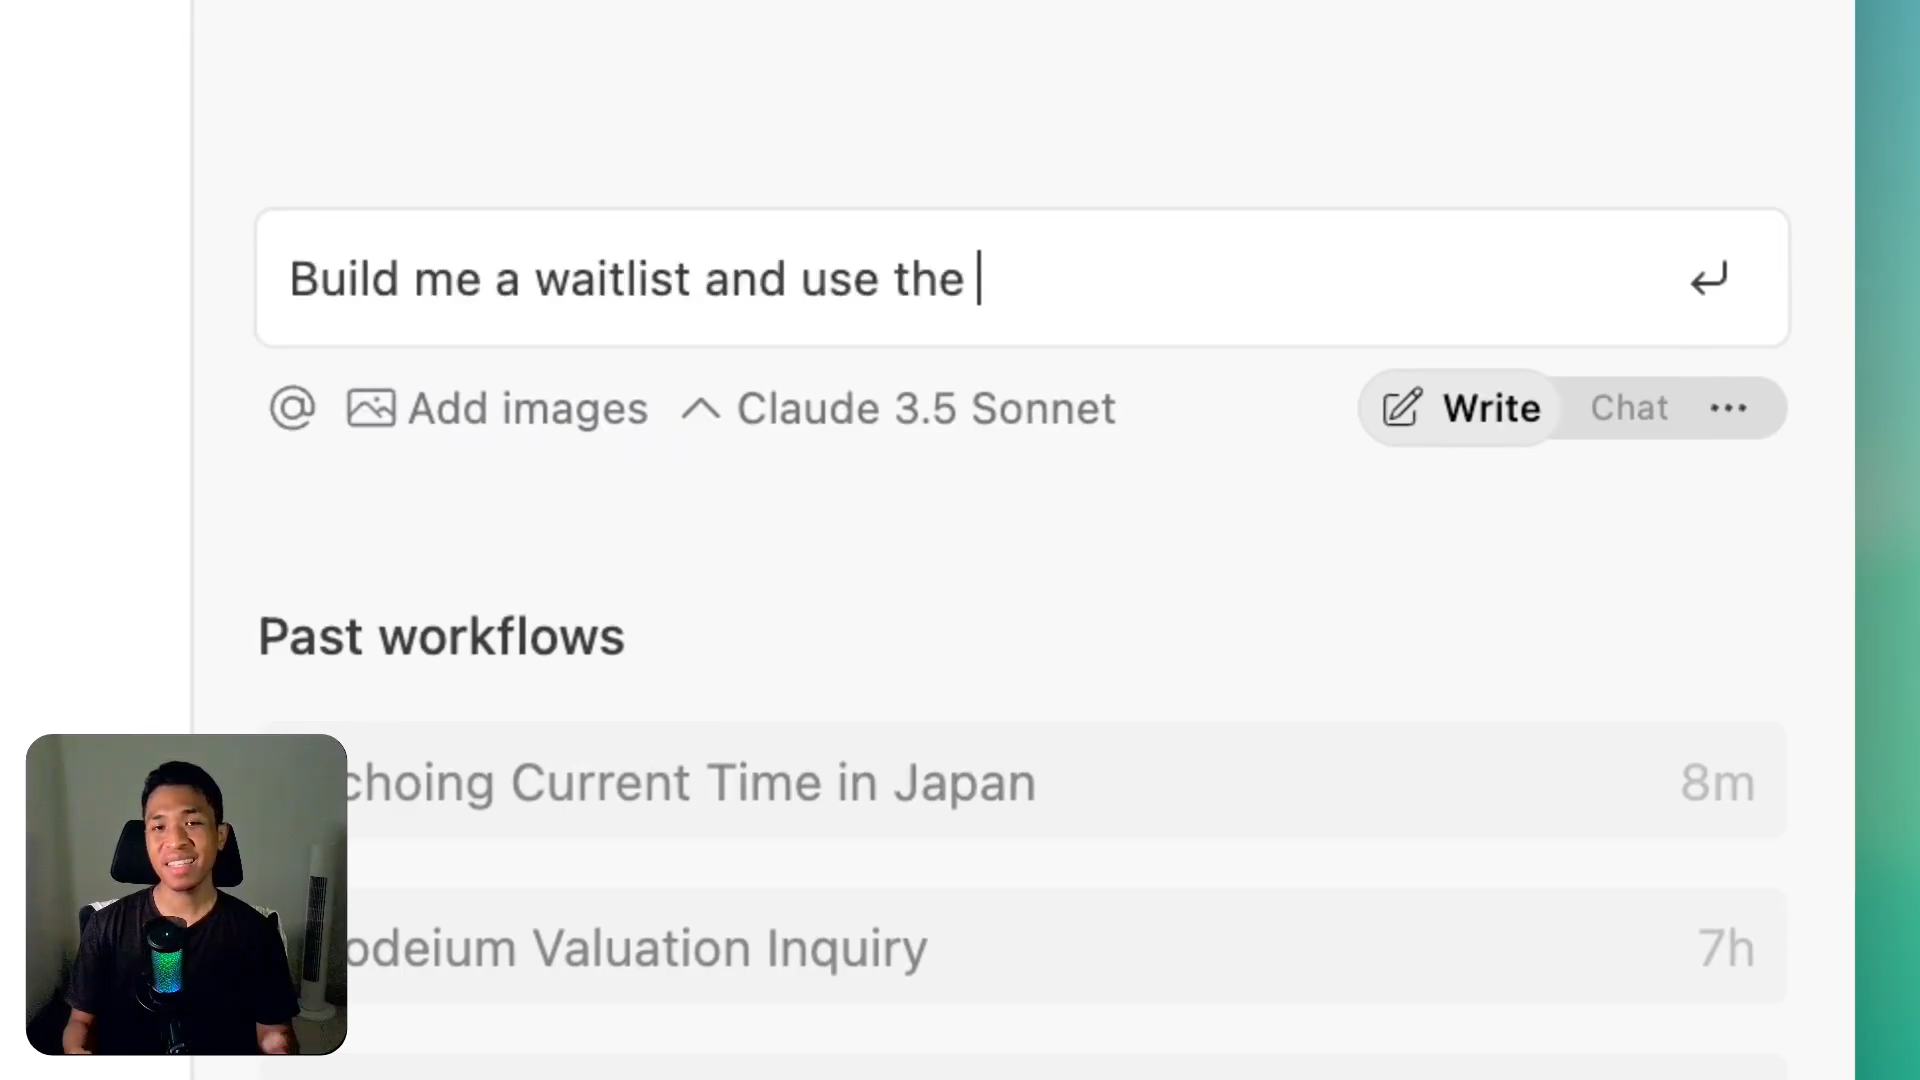 Build me a waitlist and use the
Add images Claude 3.5 Sonnet Write Chat
Past workflows
choing Current Time in Japan 8m
odeium Valuation Inquiry 7h